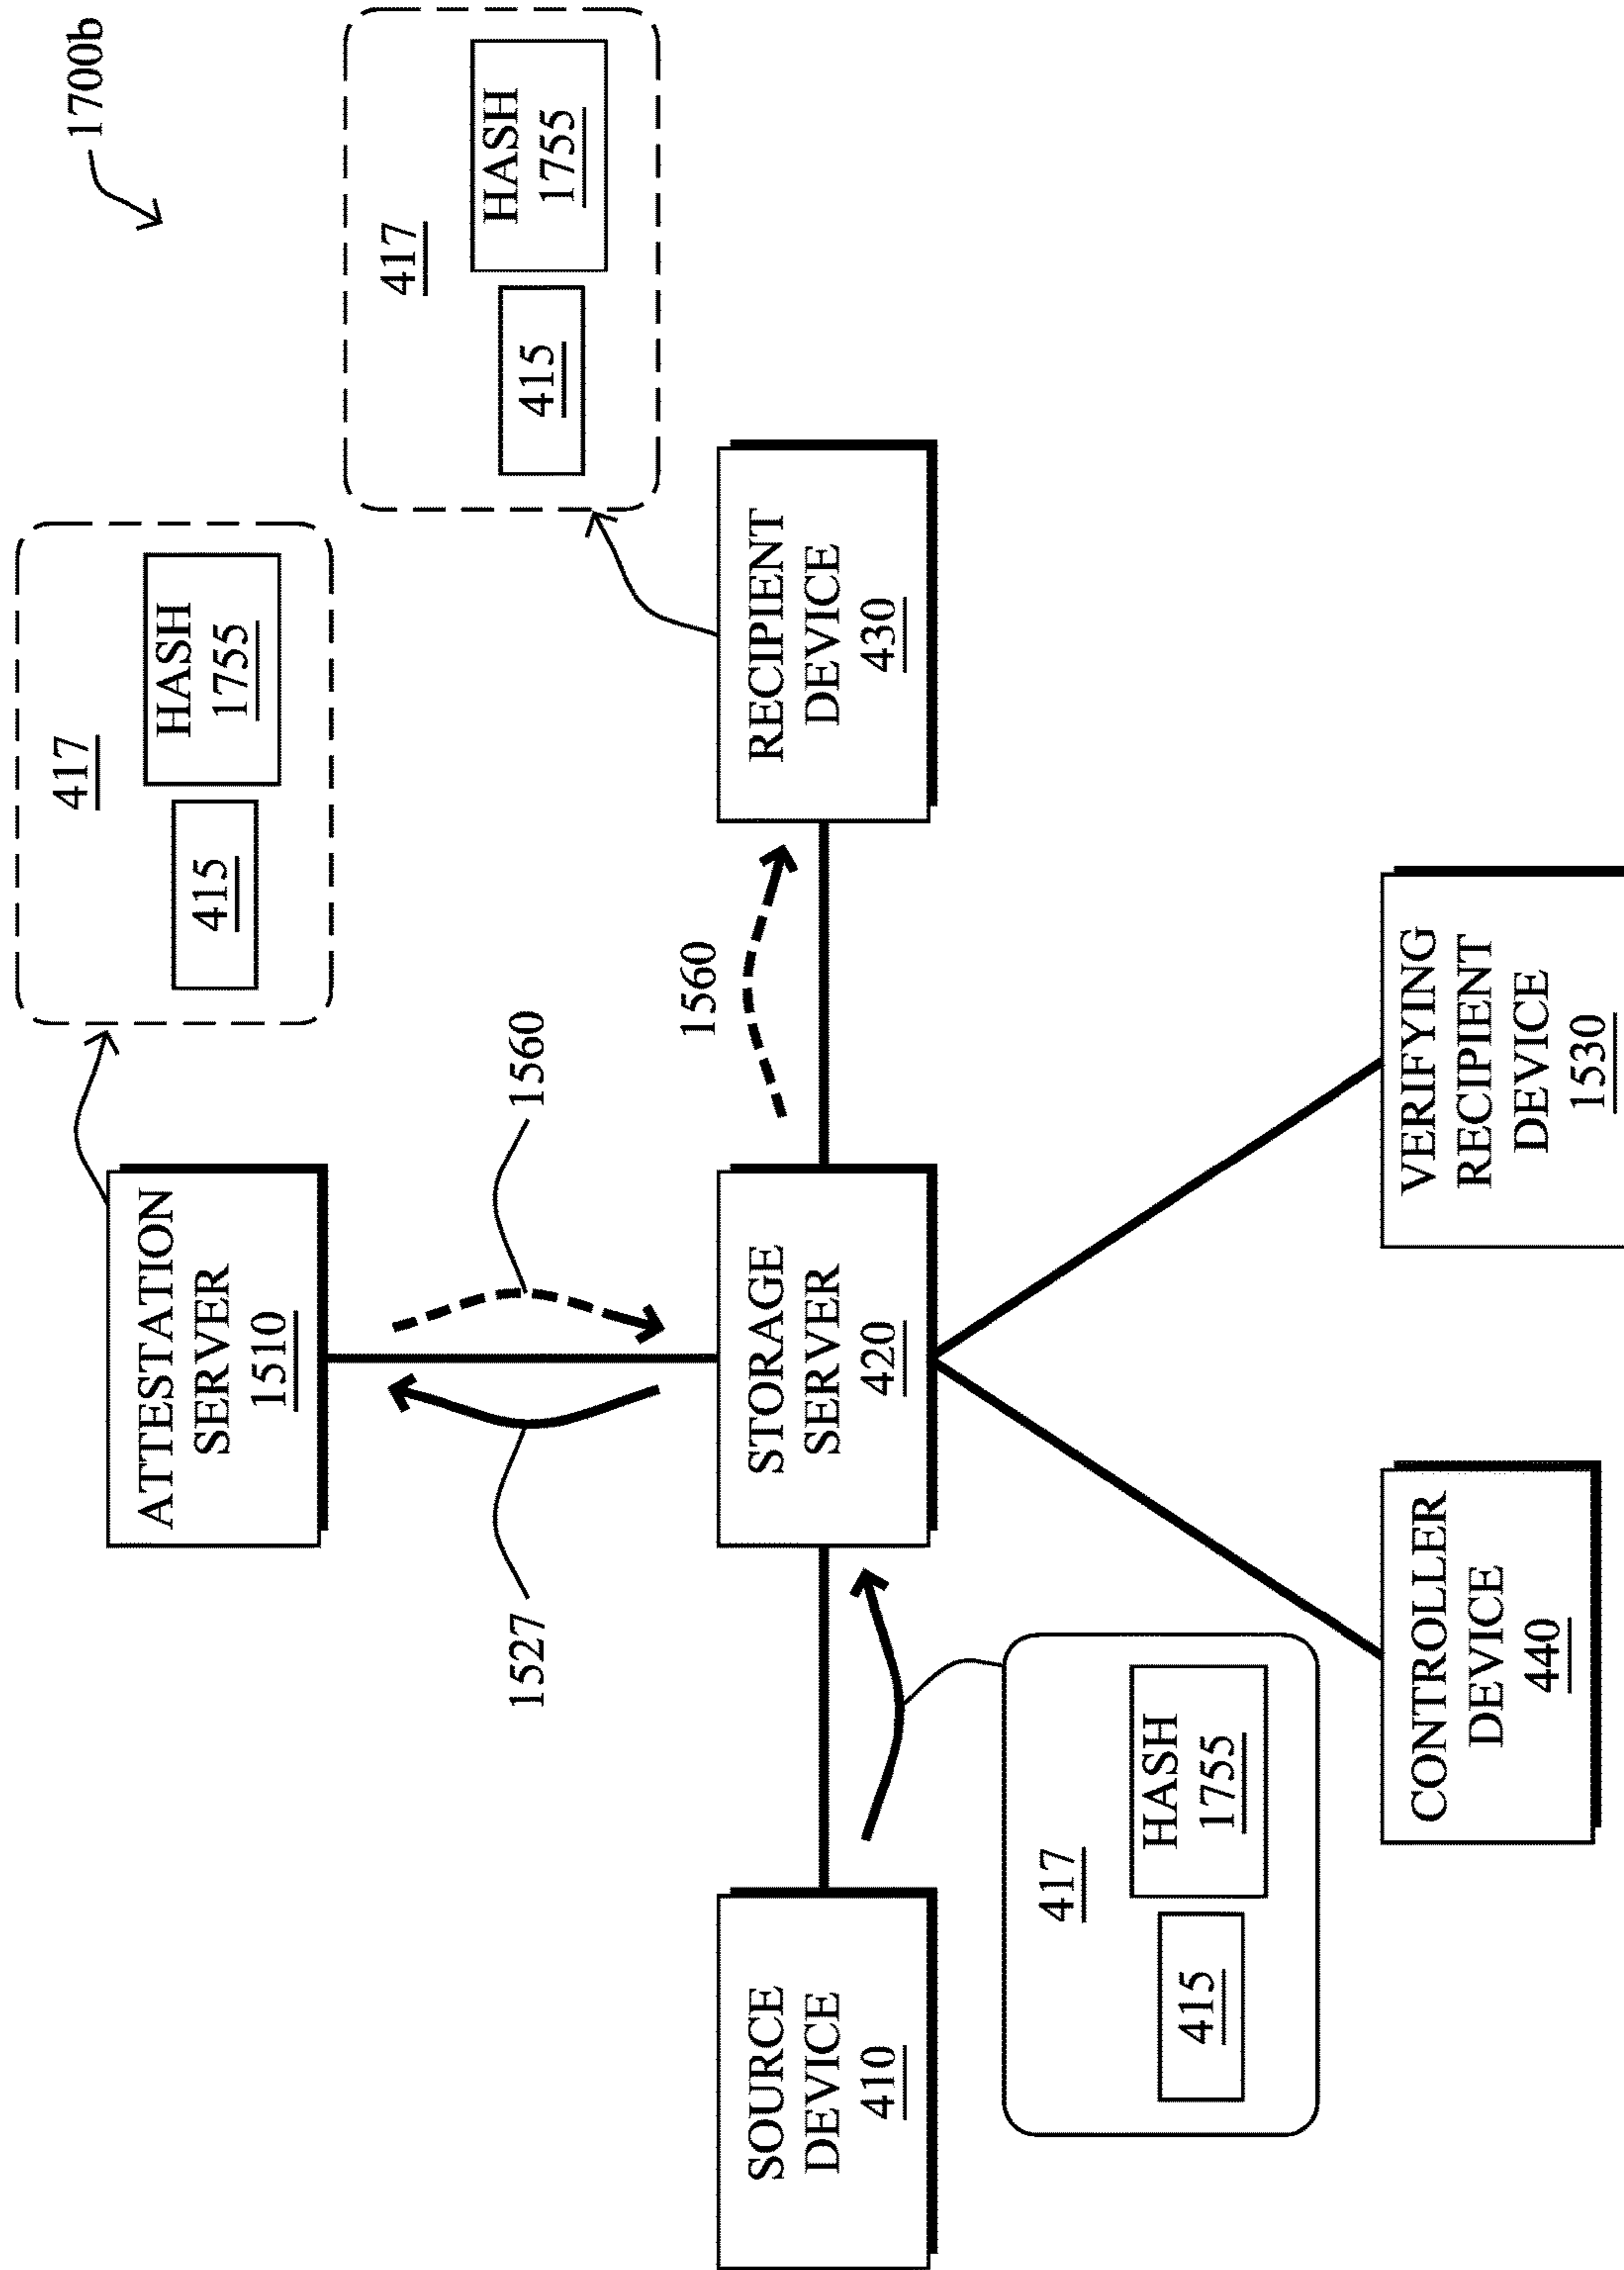 1700b
417
415
HASH
1755
417
415
HASH
1755
ATTESTATION
SERVER
1510
1527
1560
1560
SOURCE
DEVICE
410
STORAGE
SERVER
420
RECIPIENT
DEVICE
430
417
415
HASH
1755
CONTROLLER
DEVICE
440
VERIFYING
RECIPIENT
DEVICE
1530